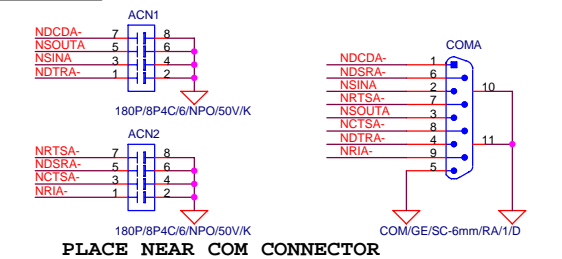 ACN1
NDCDA- 7 8
NSOUTA 5 6
NSINA 3 4
NDTRA- 1 2
180P/8P4C/6/NPO/50V/K
ACN2
NRTSA- 7 8
NDSRA- 5 6
NCTSA- 3 4
NRIA- 1 2
180P/8P4C/6/NPO/50V/K
COMA
NDCDA- 1
NDSRA- 6
NSINA 2 10
NRTSA- 7
NSOUTA 3
NCTSA- 8
NDTRA- 4 11
NRIA- 9
5
COM/GE/SC-6mm/RA/1/D
PLACE NEAR COM CONNECTOR